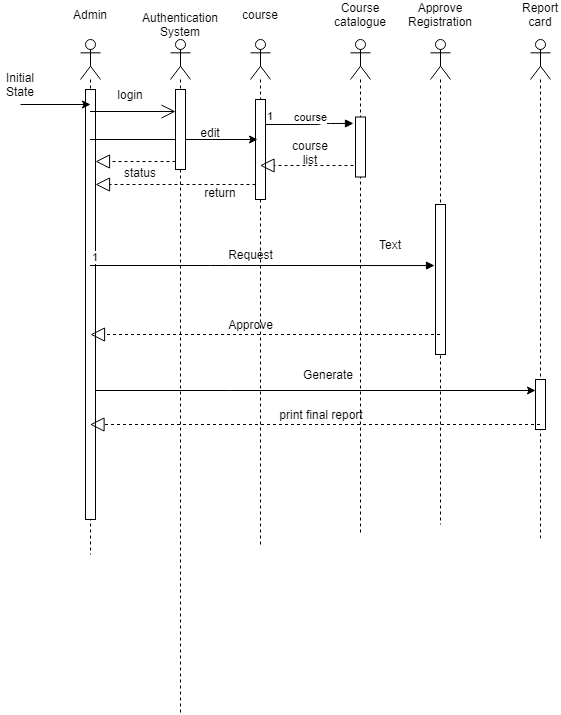 Admin
Authentication
System
course
Course
catalogue
Approve
Registration
Report
card
Initial
State
login
1
course
edit
course
list
status
return
Text
1
Request
Approve
Generate
print final report